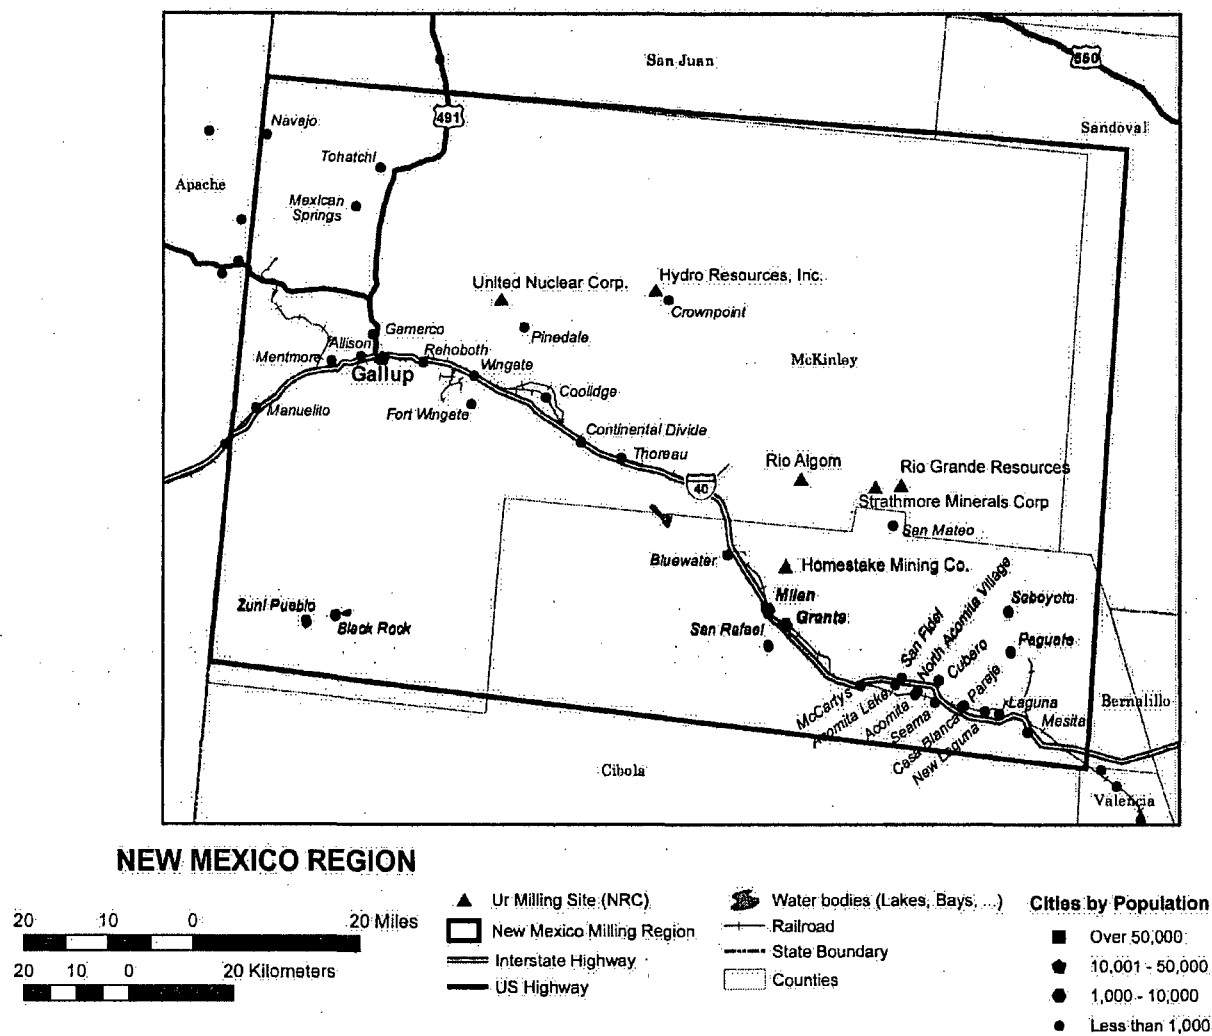 San Juan
550
491
Sandoval
Navajo
Tohatchi
Apache
Mexican
Springs
United Nuclear Corp.
Hydro Resources, Inc.
Crownpoint
Pinedale
Gamerco
Allison
Mentmore
Rehoboth
McKinley
Gallup
Wingate
Coolidge
Manuelito
Fort Wingate
Continental Divide
Thoreau
Rio Algom
Rio Grande Resources
40
Strathmore Minerals Corp
San Mateo
Bluewater
Homestake Mining Co.
Zuni Pueblo
Black Rock
Milan
Grants
San Rafael
San Fidel
North Acomita Village
Cubero
Seboyeta
Paguate
Paraje
Laguna
Mesita
Bernalillo
McCartys
Acomita Lake
Acomita
Seama
Casa Blanca
New Laguna
Cibola
Valencia
NEW MEXICO REGION
20 10 0 20 Miles
20 10 0 20 Kilometers
Ur Milling Site (NRC)
New Mexico Milling Region
Interstate Highway
US Highway
Water bodies (Lakes, Bays, ...)
Railroad
State Boundary
Counties
Cities by Population
Over 50,000
10,001 - 50,000
1,000 - 10,000
Less than 1,000